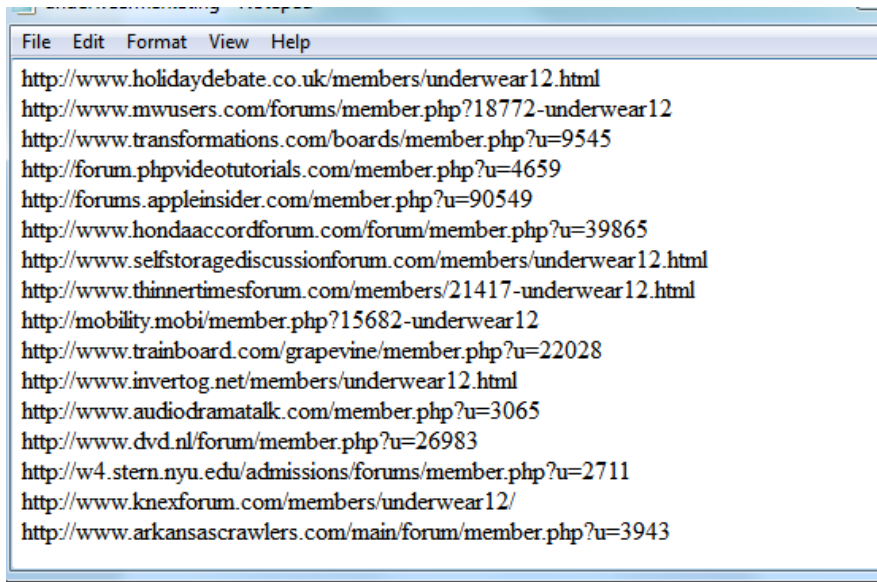 File Edit Format View Help
http://www.holidaydebate.co.uk/members/underwear12.html
http://www.mwusers.com/forums/member.php?18772-underwear12
http://www.transformations.com/boards/member.php?u=9545
http://forum.phpvideotutorials.com/member.php?u=4659
http://forums.appleinsider.com/member.php?u=90549
http://www.hondaaccordforum.com/forum/member.php?u=39865
http://www.selfstoragediscussionforum.com/members/underwear12.html
http://www.thinnertimesforum.com/members/21417-underwear12.html
http://mobility.mobi/member.php?15682-underwear12
http://www.trainboard.com/grapevine/member.php?u=22028
http://www.invertog.net/members/underwear12.html
http://www.audiodramatalk.com/member.php?u=3065
http://www.dvd.nl/forum/member.php?u=26983
http://w4.stern.nyu.edu/admissions/forums/member.php?u=2711
http://www.knexforum.com/members/underwear12/
http://www.arkansascrawlers.com/main/forum/member.php?u=3943